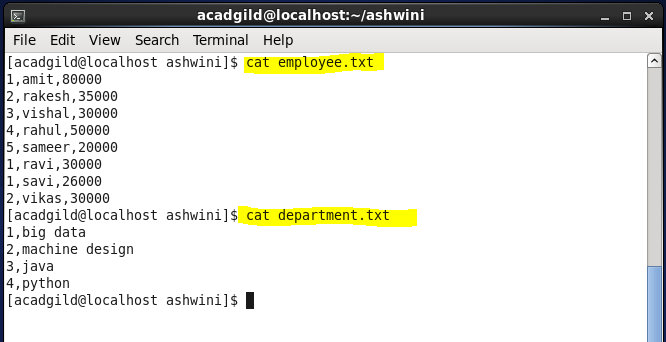 acadgild@localhost:~/ashwini
File Edit View Search Terminal Help
[acadgild@localhost ashwini]$ cat employee.txt
1,amit,80000
2,rakesh,35000
3,vishal,30000
4,rahul,50000
5,sameer,20000
1,ravi,30000
1,savi,26000
2,vikas,30000
[acadgild@localhost ashwini]$ cat department.txt
1,big data
2,machine design
3,java
4,python
[acadgild@localhost ashwini]$